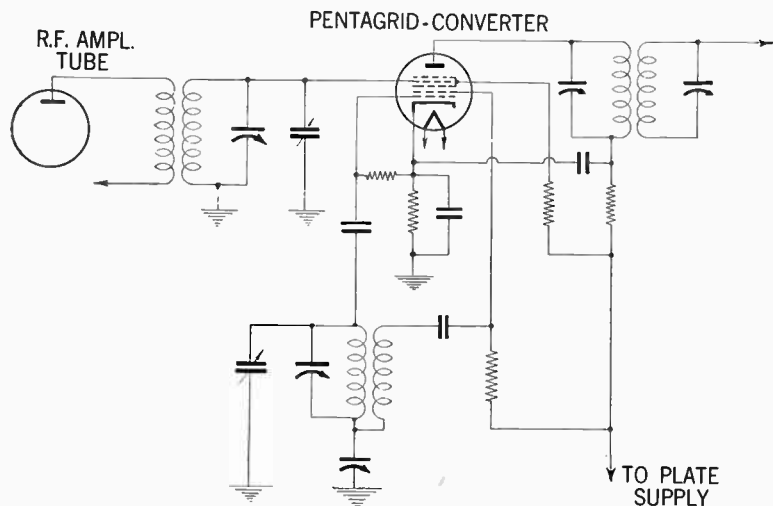 PENTAGRID-CONVERTER
R.F. AMPL.
TUBE
TO PLATE
SUPPLY